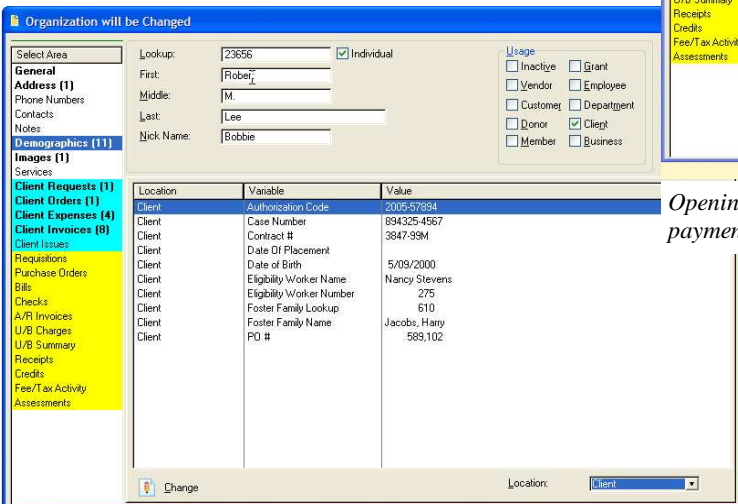 Organization will be Changed
Select Area
General
Address (1)
Phone Numbers
Contacts
Notes
Demographics (11)
Images (1)
Services
Client Requests (1)
Client Orders (1)
Client Expenses (4)
Client Invoices (8)
Client Issues
Requisitions
Purchase Orders
Bills
Checks
A/R Invoices
U/B Charges
U/B Summary
Receipts
Credits
Fee/Tax Activity
Assessments
Lookup: 23656 Individual
First: Robert
Middle: M.
Last: Lee
Nick Name: Bobbie
Usage
Inactive Grant
Vendor Employee
Customer Department
Donor Client
Member Business
Location Variable Value
Client Authorization Code 2005-57894
Client Case Number 894325-4567
Client Contract # 3847-99M
Client Date Of Placement
Client Date of Birth 5/09/2000
Client Eligibility Worker Name Nancy Stevens
Client Eligibility Worker Number 275
Client Foster Family Lookup 610
Client Foster Family Name Jacobs, Harry
Client PO # 589,102
Change
Location: Client
U/B Summary
Receipts
Credits
Fee/Tax Activit
Assessments
Openin
paymen